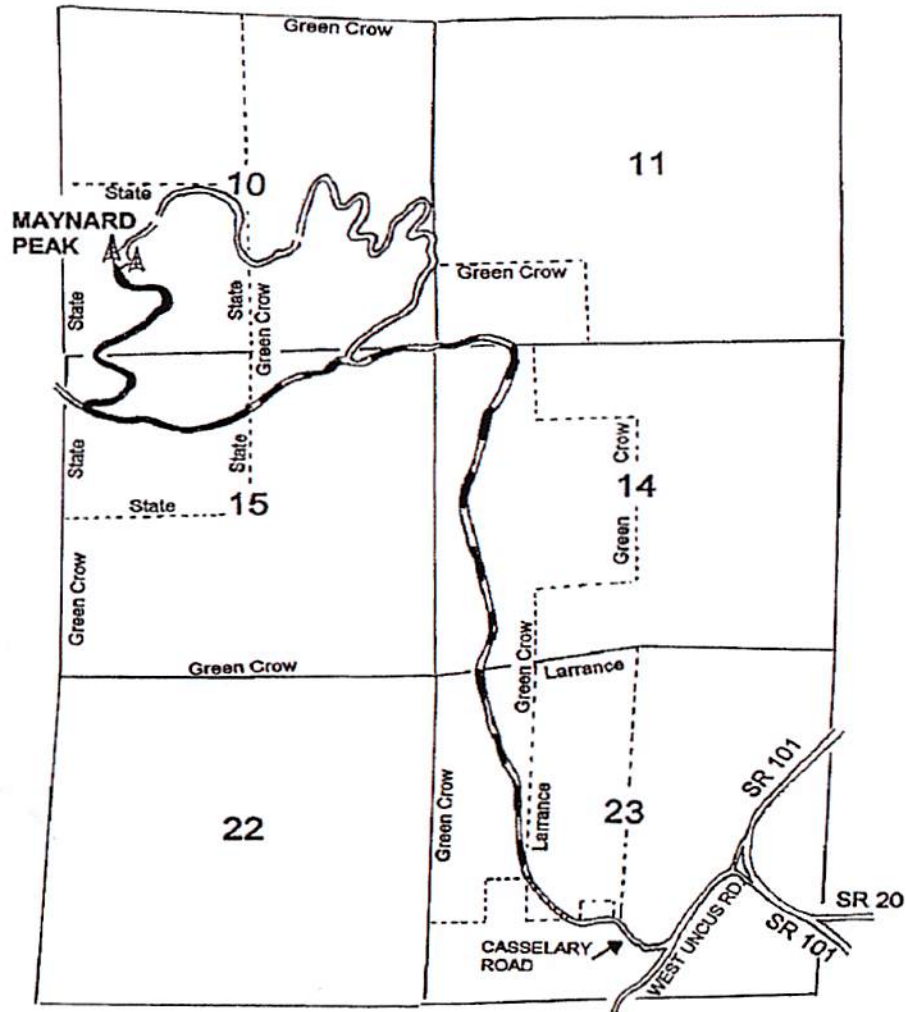 Green Crow
11
10
State
MAYNARD
PEAK
Green Crow
State
State
Green Crow
State
State
Crow
14
15
State
Green
Green Crow
Green Crow
Larrance
Green Crow
SR 101
Green Crow
Larrance
23
22
SR 20
WEST UNCUS RD.
SR 101
CASSELARY
ROAD